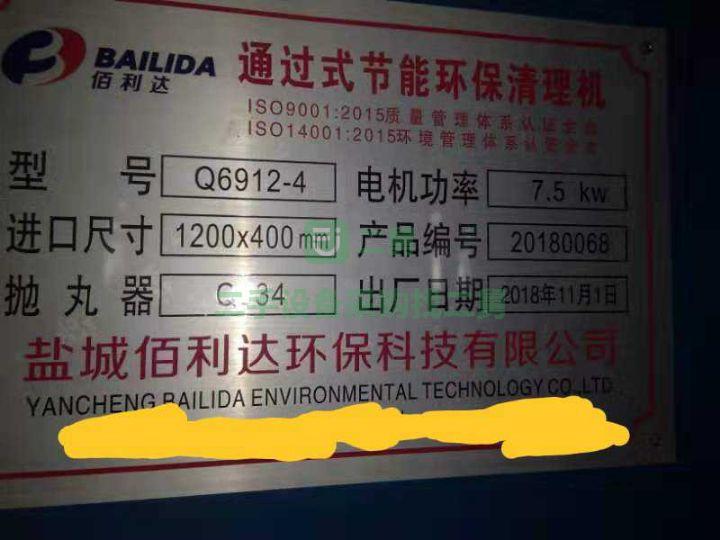 BAILIDA
佰利达
通过式节能环保清理机
ISO9001:2015质量管理体系认证企业
ISO14001:2015环境管理体系认证企业
型 号 Q6912-4 电机功率 7.5 kw
进口尺寸 1200x400mm 产品编号 20180068
抛丸器 34 出厂日期 2018年11月1日
盐城佰利达环保科技有限公司
YANCHENG BAILIDA ENVIRONMENTAL TECHNOLOGY CO.,LTD